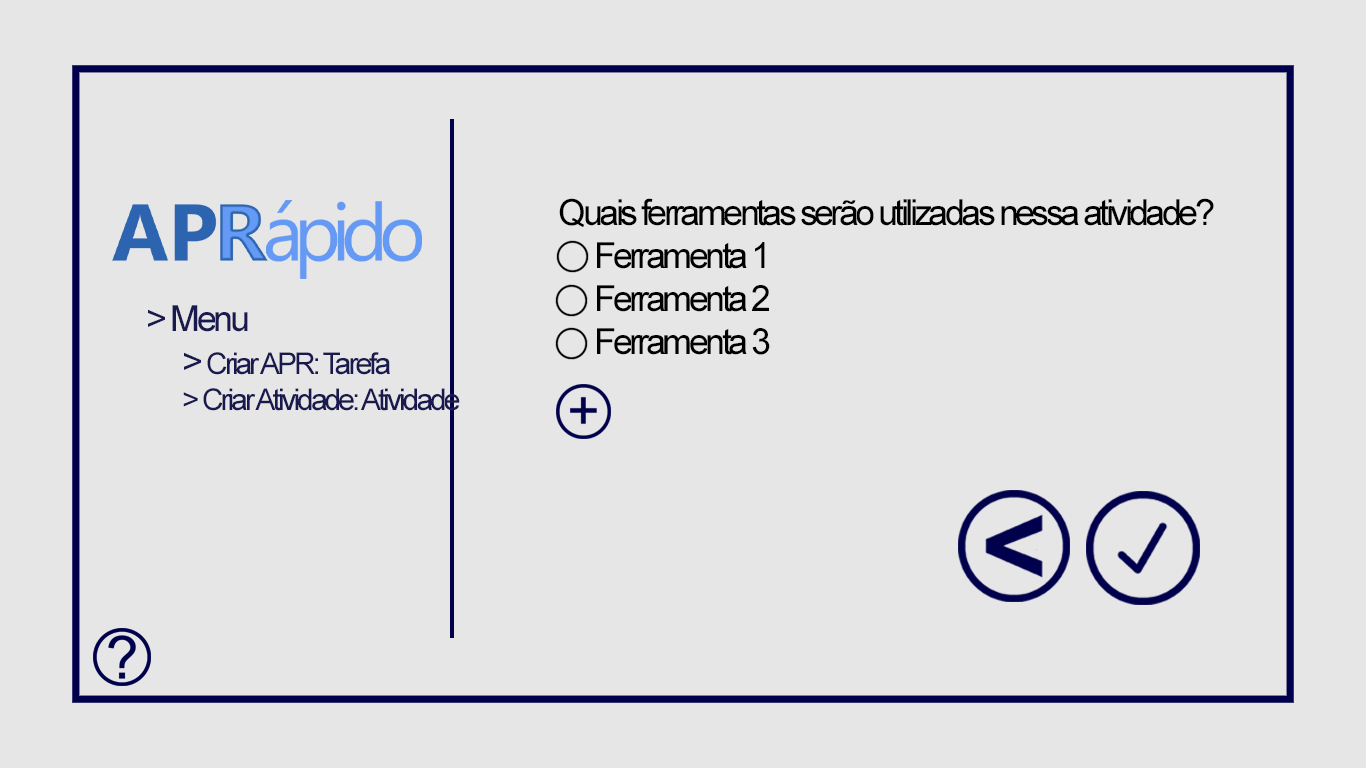 APRápido
> Menu
> Criar APR: Tarefa
> Criar Atividade: Atividade
Quais ferramentas serão utilizadas nessa atividade?
Ferramenta 1
Ferramenta 2
Ferramenta 3
+
<
?